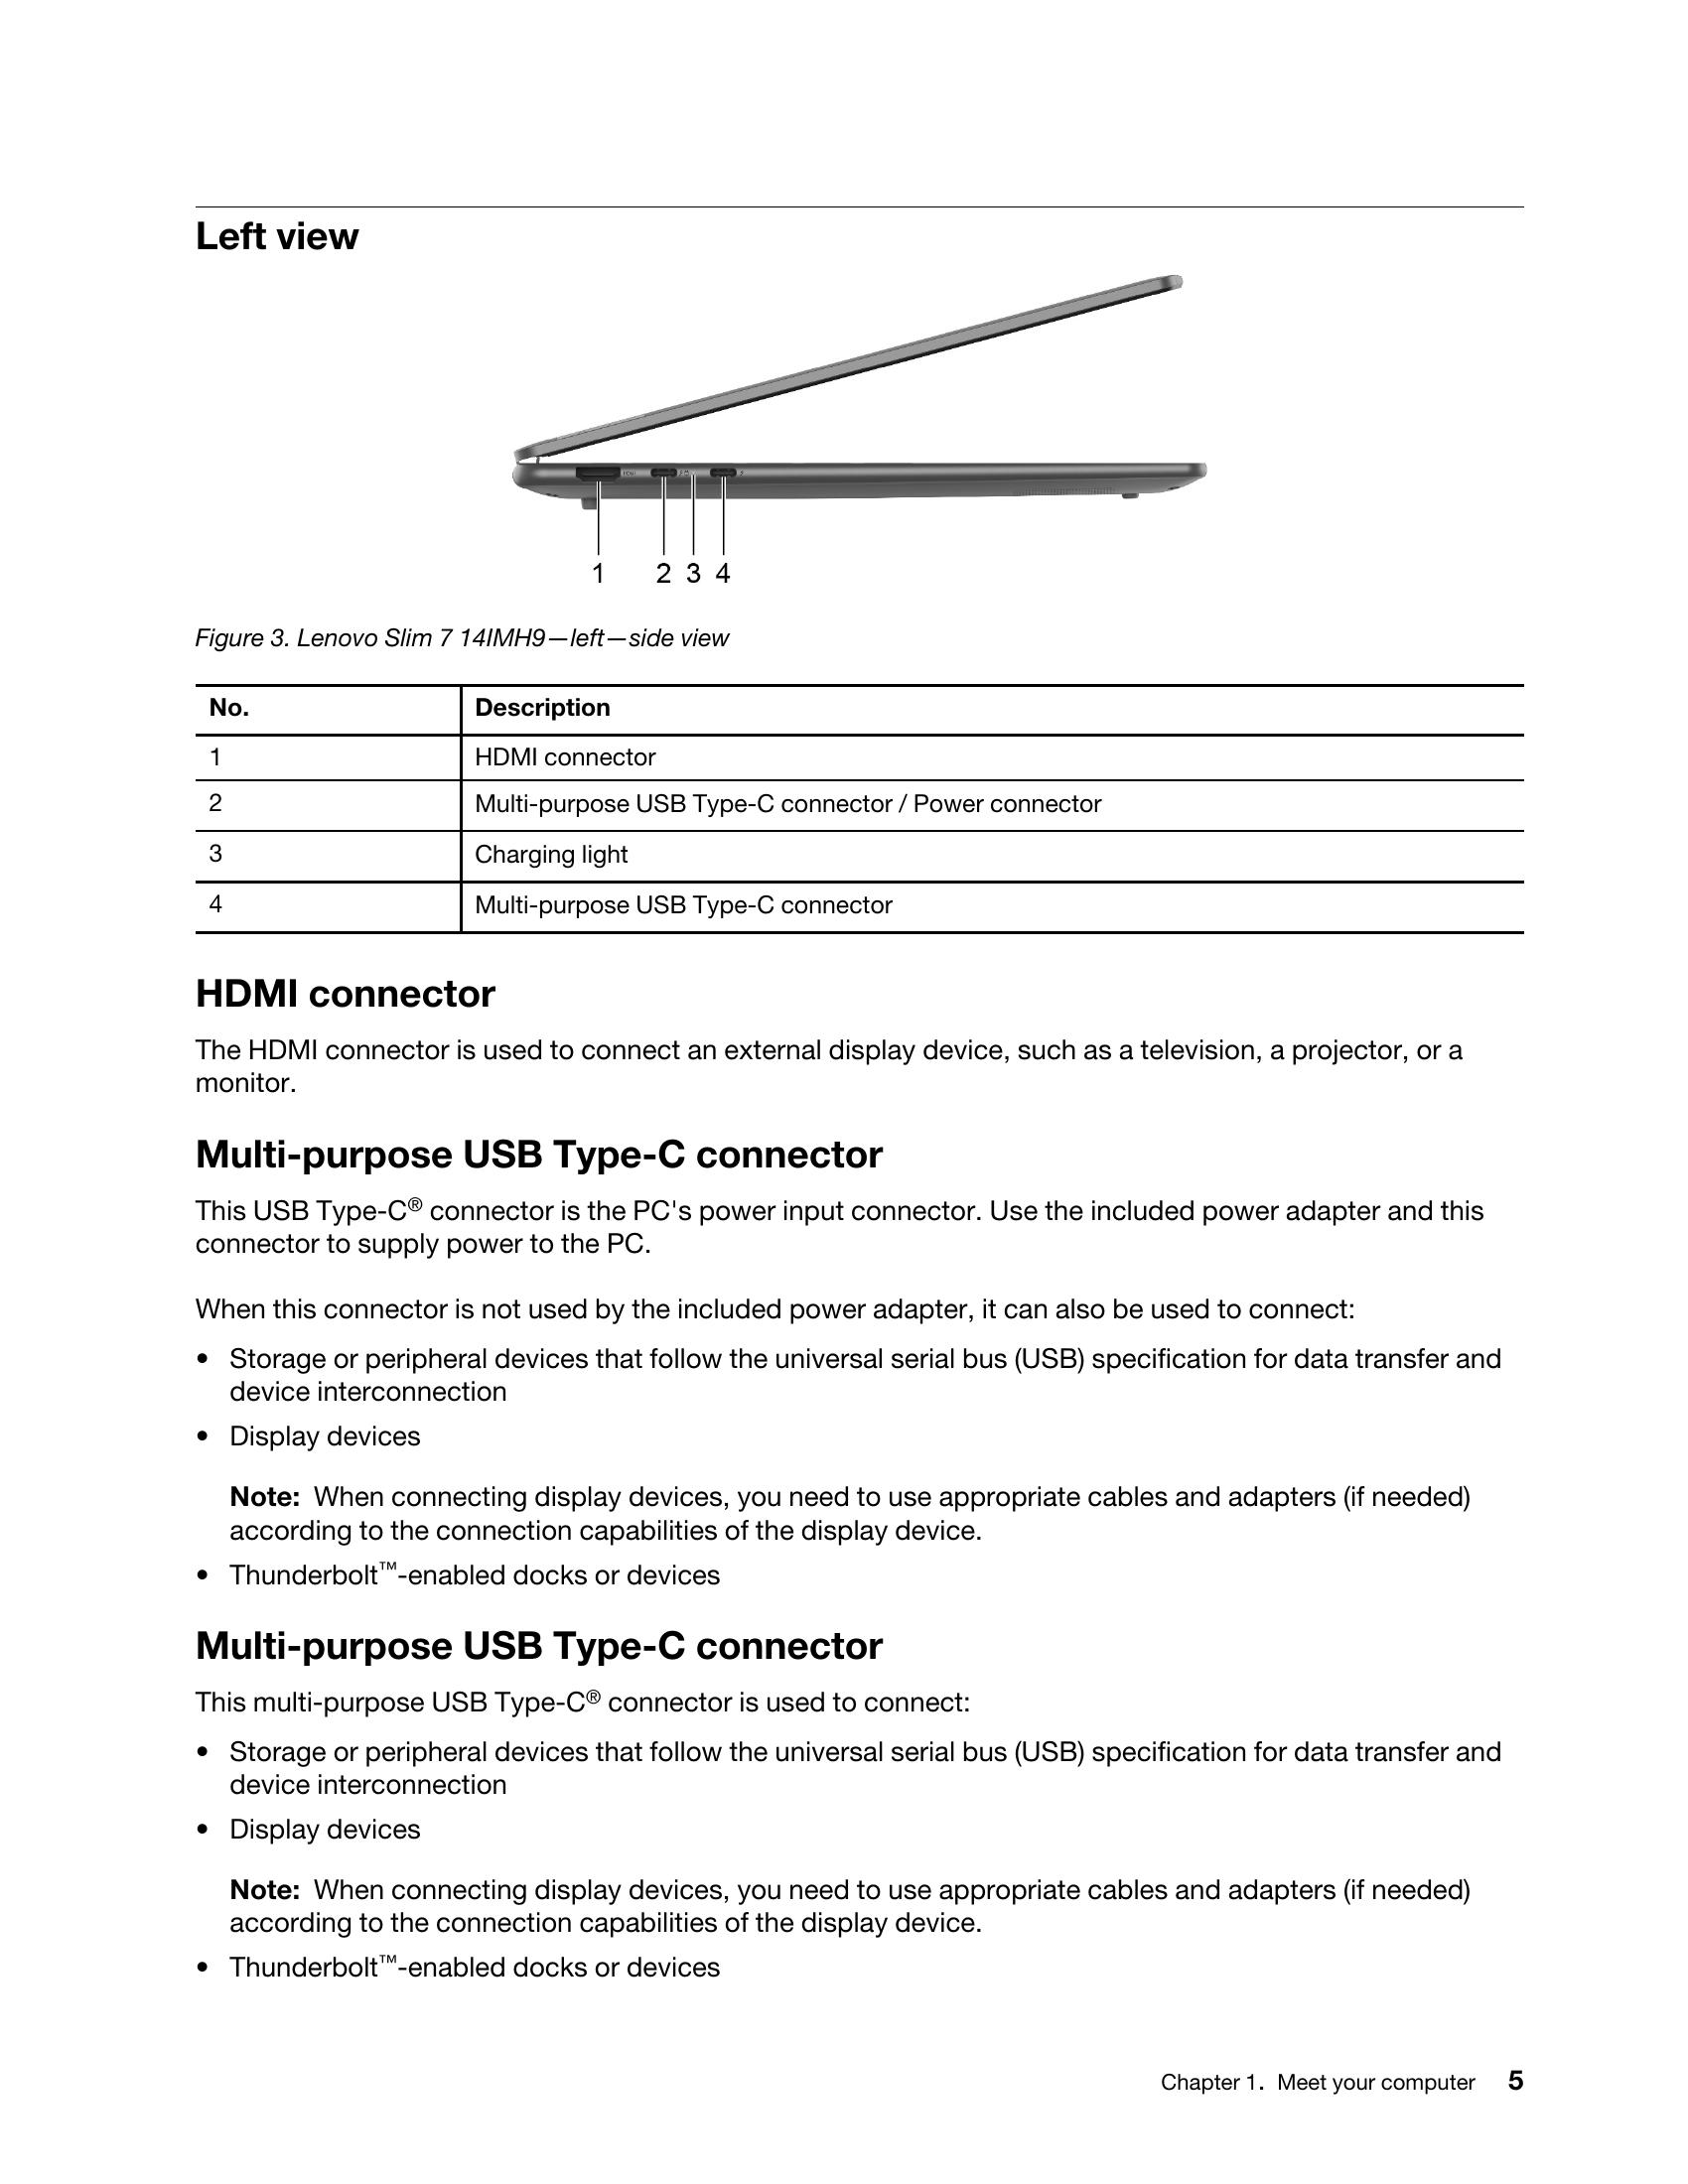 Left view
1 2 3 4
Figure 3. Lenovo Slim 7 14IMH9—left—side view
No. Description
1 HDMI connector
2 Multi-purpose USB Type-C connector / Power connector
3 Charging light
4 Multi-purpose USB Type-C connector
HDMI connector
The HDMI connector is used to connect an external display device, such as a television, a projector, or a
monitor.
Multi-purpose USB Type-C connector
This USB Type-C® connector is the PC's power input connector. Use the included power adapter and this
connector to supply power to the PC.
When this connector is not used by the included power adapter, it can also be used to connect:
• Storage or peripheral devices that follow the universal serial bus (USB) specification for data transfer and
device interconnection
• Display devices
Note: When connecting display devices, you need to use appropriate cables and adapters (if needed)
according to the connection capabilities of the display device.
• Thunderbolt™-enabled docks or devices
Multi-purpose USB Type-C connector
This multi-purpose USB Type-C® connector is used to connect:
• Storage or peripheral devices that follow the universal serial bus (USB) specification for data transfer and
device interconnection
• Display devices
Note: When connecting display devices, you need to use appropriate cables and adapters (if needed)
according to the connection capabilities of the display device.
• Thunderbolt™-enabled docks or devices
Chapter 1. Meet your computer 5